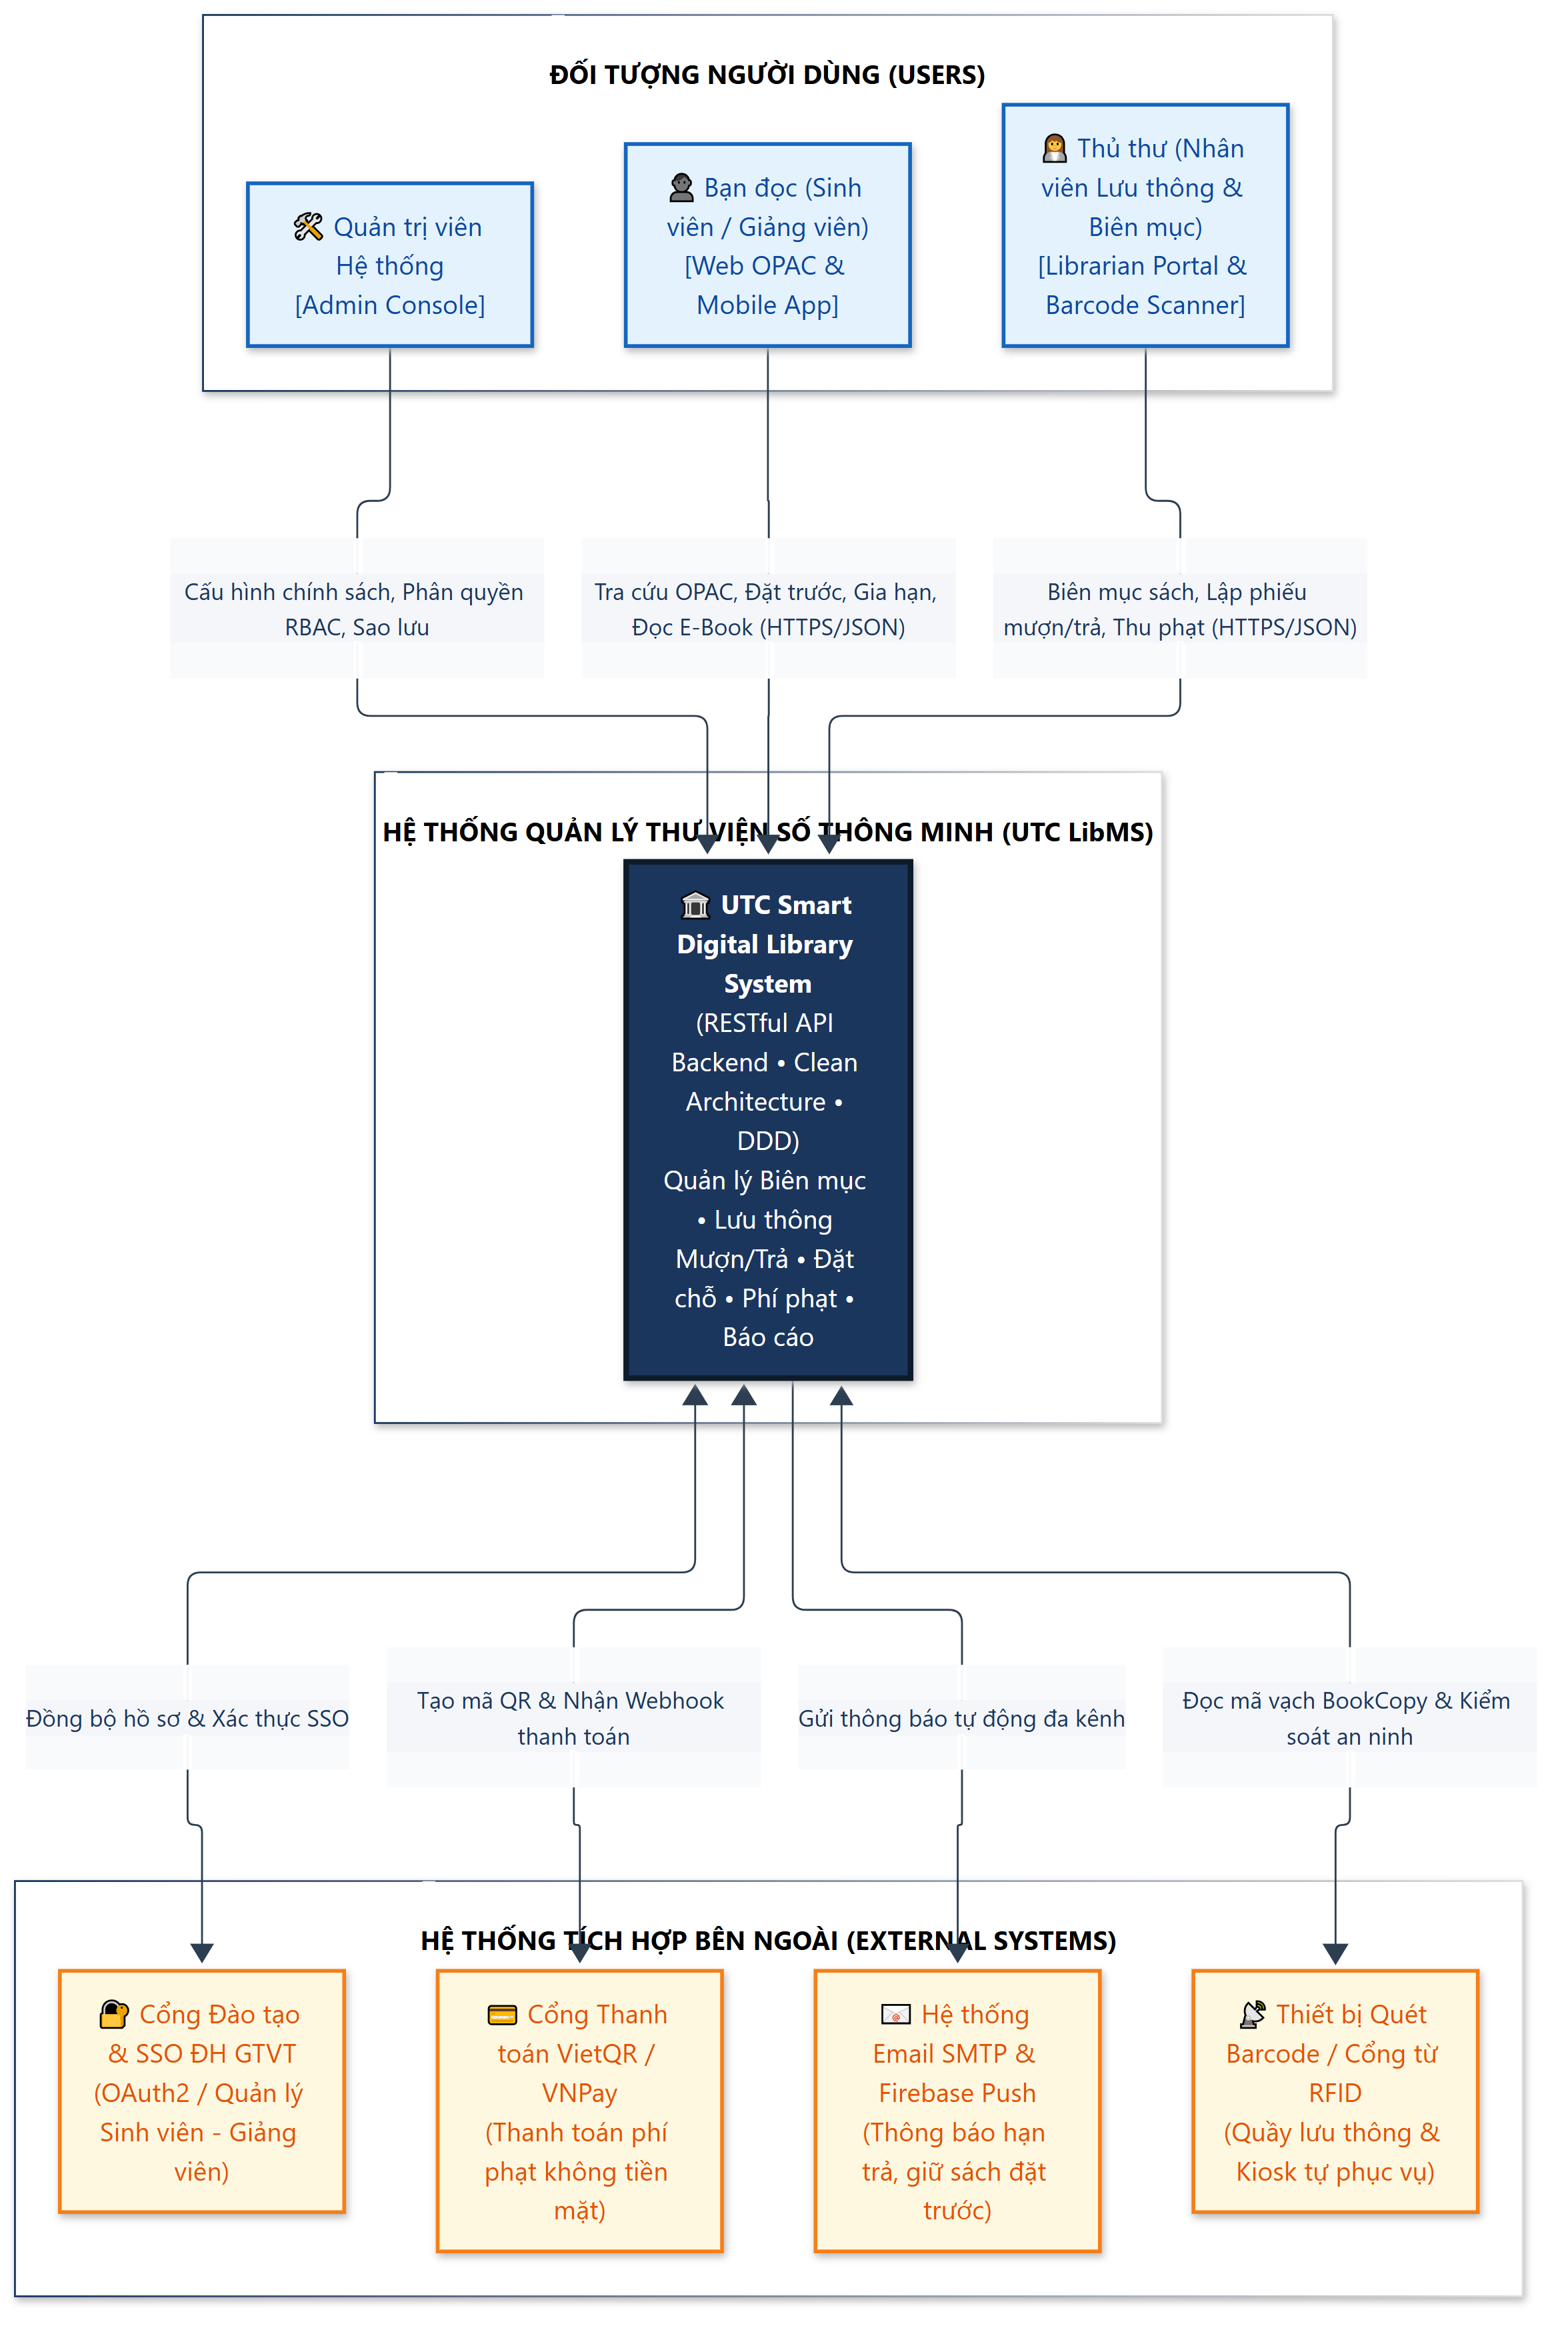 ĐỐI TƯỢNG NGƯỜI DÙNG (USERS)
Quản trị viên
Hệ thống
[Admin Console]
Bạn đọc (Sinh
viên / Giảng viên)
[Web OPAC &
Mobile App]
Thủ thư (Nhân
viên Lưu thông &
Biên mục)
[Librarian Portal &
Barcode Scanner]
Cấu hình chính sách, Phân quyền
RBAC, Sao lưu
Tra cứu OPAC, Đặt trước, Gia hạn,
Đọc E-Book (HTTPS/JSON)
Biên mục sách, Lập phiếu
mượn/trả, Thu phạt (HTTPS/JSON)
HỆ THỐNG QUẢN LÝ THƯ VIỆN SỐ THÔNG MINH (UTC LibMS)
UTC Smart
Digital Library
System
(RESTful API
Backend • Clean
Architecture •
DDD)
Quản lý Biên mục
• Lưu thông
Mượn/Trả • Đặt
chỗ • Phí phạt •
Báo cáo
Đồng bộ hồ sơ & Xác thực SSO
Tạo mã QR & Nhận Webhook
thanh toán
Gửi thông báo tự động đa kênh
Đọc mã vạch BookCopy & Kiểm
soát an ninh
HỆ THỐNG TÍCH HỢP BÊN NGOÀI (EXTERNAL SYSTEMS)
Cổng Đào tạo
& SSO ĐH GTVT
(OAuth2 / Quản lý
Sinh viên - Giảng
viên)
Cổng Thanh
toán VietQR /
VNPay
(Thanh toán phí
phạt không tiền
mặt)
Hệ thống
Email SMTP &
Firebase Push
(Thông báo hạn
trả, giữ sách đặt
trước)
Thiết bị Quét
Barcode / Cổng từ
RFID
(Quầy lưu thông &
Kiosk tự phục vụ)